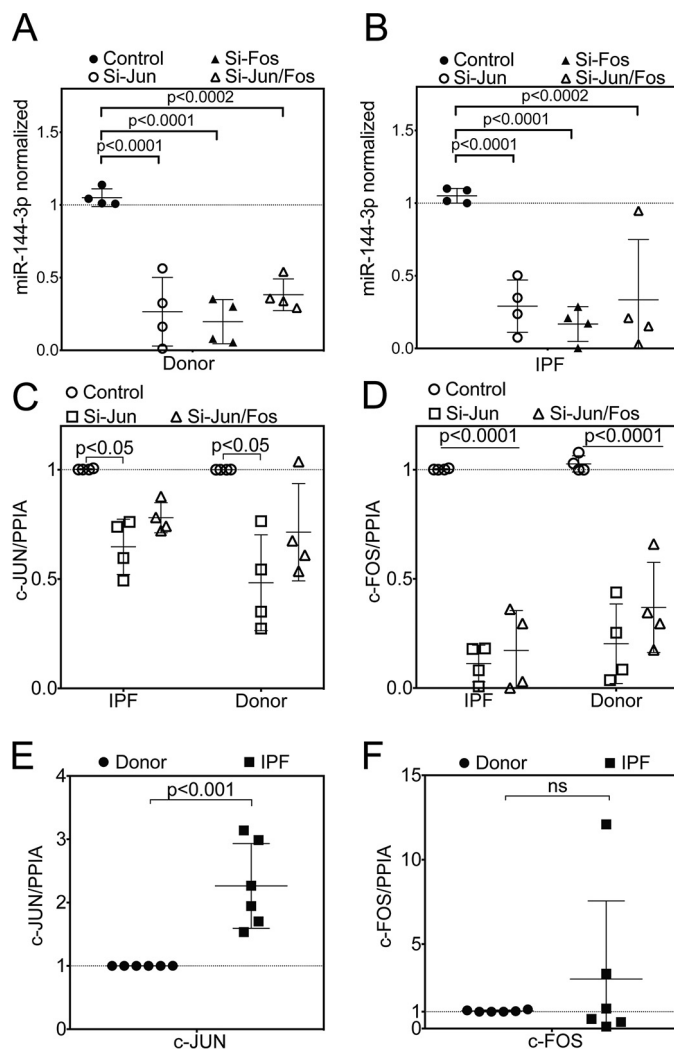 A
Control
Si-Fos
Si-Jun
Si-Jun/Fos
p<0.0002
p<0.0001
p<0.0001
miR-144-3p normalized
1.5
1
0.5
0.0
Donor
B
Control
Si-Fos
Si-Jun
Si-Jun/Fos
p<0.0002
p<0.0001
p<0.0001
miR-144-3p normalized
1.5
1
0.5
0.0
IPF
C
Control
Si-Jun
Si-Jun/Fos
p<0.05
p<0.05
c-JUN/PPIA
1
0.5
0.0
IPF
Donor
D
Control
Si-Jun
Si-Jun/Fos
p<0.0001
p<0.0001
c-FOS/PPIA
1
0.5
0.0
IPF
Donor
E
Donor
IPF
p<0.001
c-JUN/PPIA
4
3
2
1
0
c-JUN
F
Donor
IPF
ns
c-FOS/PPIA
15
10
5
1
0
c-FOS